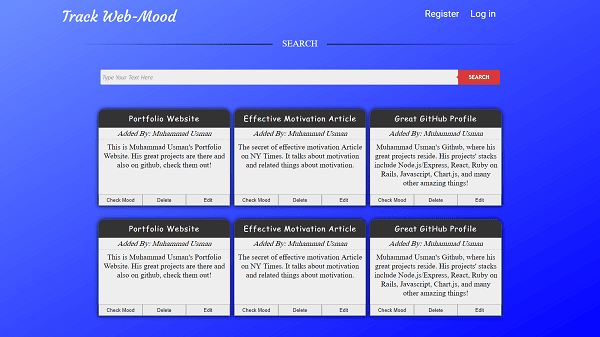 Track Web-Mood
Register Log in
SEARCH
Type Your Text Here SEARCH
Portfolio Website
Added By: Muhammad Usman
This is Muhammad Usman's Portfolio
Website. His great projects are there and
also on github, check them out!
Check Mood Delete Edit
Effective Motivation Article
Added By: Muhammad Usman
The secret of effective motivation Article
on NY Times. It talks about motivation
and related things about motivation.
Check Mood Delete Edit
Great GitHub Profile
Added By: Muhammad Usman
Muhammad Usman's Github, where his
great projects reside. His projects' stacks
include Node.js/Express, React, Ruby on
Rails, Javascript, Chart.js, and many
other amazing things!
Check Mood Delete Edit
Portfolio Website
Added By: Muhammad Usman
This is Muhammad Usman's Portfolio
Website. His great projects are there and
also on github, check them out!
Check Mood Delete Edit
Effective Motivation Article
Added By: Muhammad Usman
The secret of effective motivation Article
on NY Times. It talks about motivation
and related things about motivation.
Check Mood Delete Edit
Great GitHub Profile
Added By: Muhammad Usman
Muhammad Usman's Github, where his
great projects reside. His projects' stacks
include Node.js/Express, React, Ruby on
Rails, Javascript, Chart.js, and many
other amazing things!
Check Mood Delete Edit